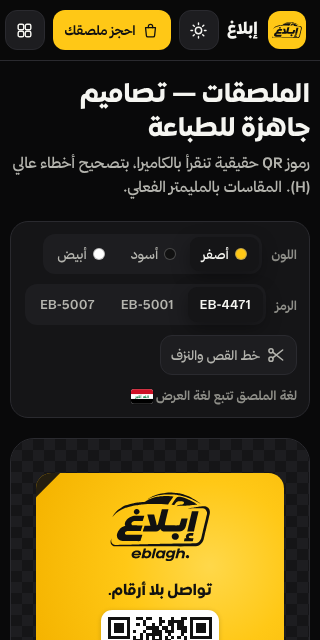 إبلاغ
إبلاغ
احجز ملصقك
الملصقات — تصاميم
جاهزة للطباعة
رموز QR حقيقية تنقرأ بالكاميرا، بتصحيح أخطاء عالي
(H). المقاسات بالمليمتر الفعلي.
اللون
أصفر
أسود
أبيض
الرمز
EB-4471
EB-5001
EB-5007
خط القص والنزف
لغة الملصق تتبع لغة العرض
إبلاغ
eblagh.
تواصل بلا أرقام.